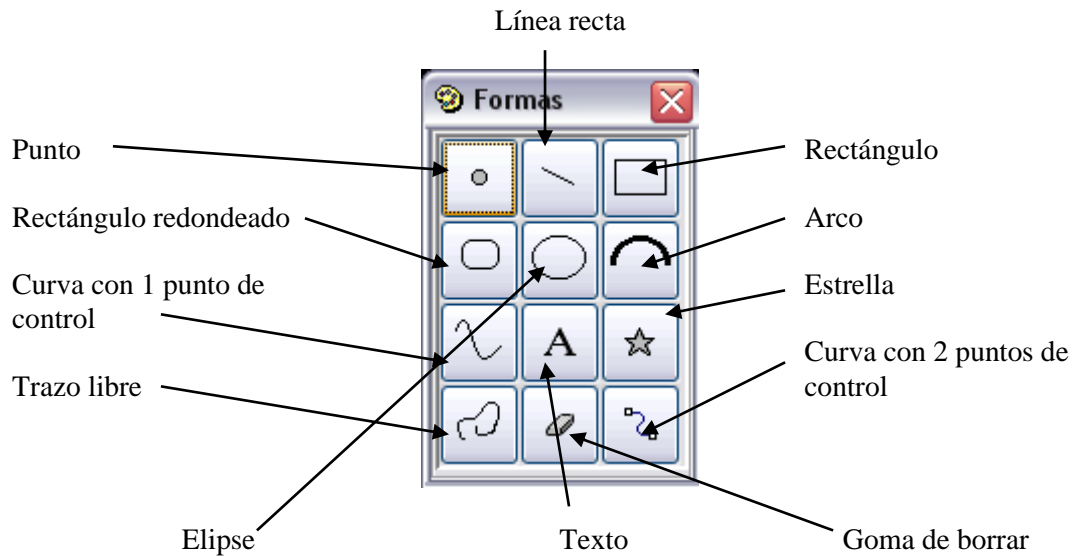 Línea recta
Formas
Punto
Rectángulo
Rectángulo redondeado
Arco
Curva con 1 punto de
control
Estrella
A
Curva con 2 puntos de
control
Trazo libre
Elipse
Texto
Goma de borrar